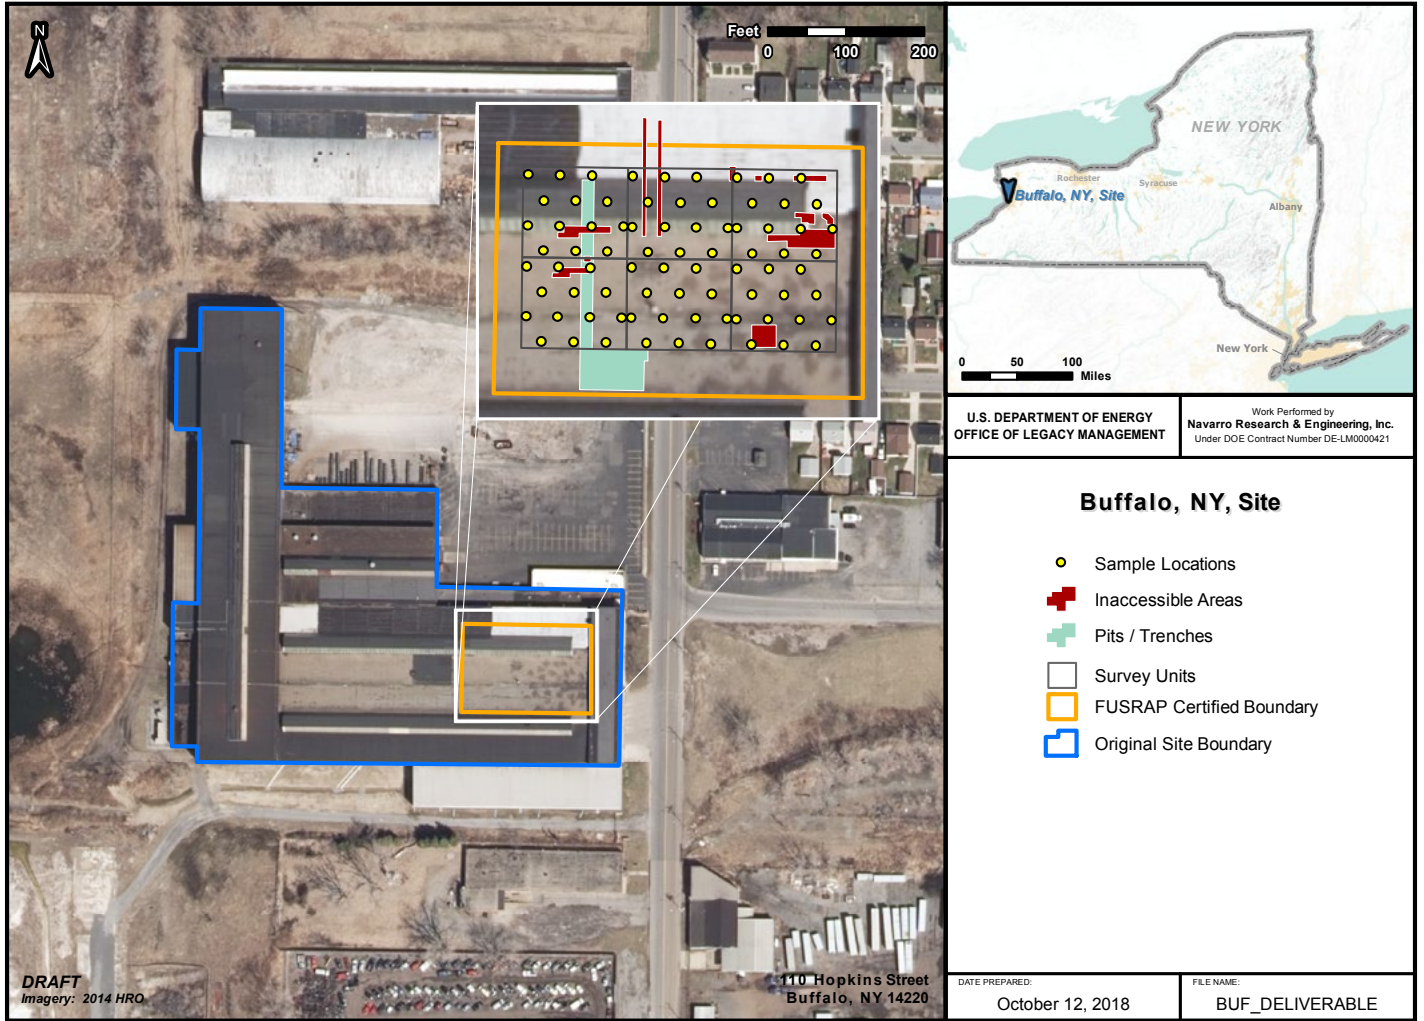 N
Feet
0 100 200
DRAFT
Imagery: 2014 HRO
110 Hopkins Street
Buffalo, NY 14220
NEW YORK
Rochester
Syracuse
Buffalo, NY, Site
Albany
New York
0 50 100
Miles
U.S. DEPARTMENT OF ENERGY
OFFICE OF LEGACY MANAGEMENT
Work Performed by
Navarro Research & Engineering, Inc.
Under DOE Contract Number DE-LM0000421
Buffalo, NY, Site
Sample Locations
Inaccessible Areas
Pits / Trenches
Survey Units
FUSRAP Certified Boundary
Original Site Boundary
DATE PREPARED:
October 12, 2018
FILE NAME:
BUF_DELIVERABLE